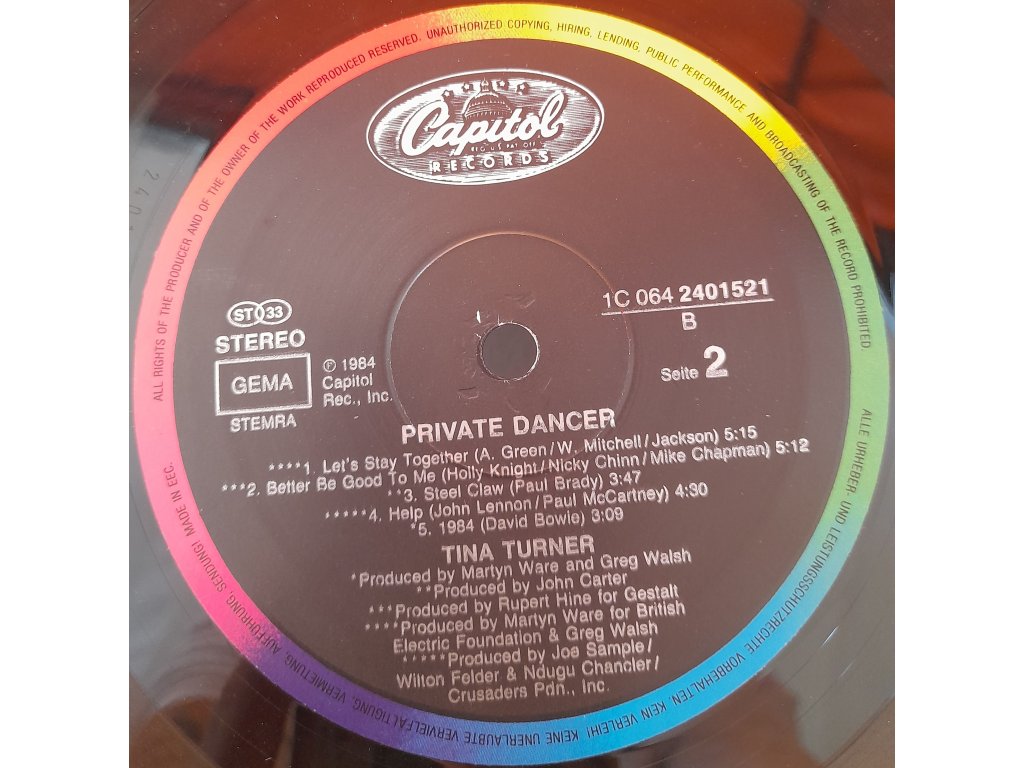 ALL RIGHTS OF THE PRODUCER AND OF THE OWNER OF THE WORK REPRODUCED RESERVED. UNAUTHORIZED COPYING, HIRING, LENDING, PUBLIC PERFORMANCE AND BROADCASTING OF THE RECORD PROHIBITED.
Capitol
REG. U.S. PAT. OFF.
RECORDS
1C 064 2401521
B
Seite 2
ST 33
STEREO
GEMA
STEMRA
℗ 1984
Capitol
Rec., Inc.
PRIVATE DANCER
****1. Let's Stay Together (A. Green/W. Mitchell/Jackson) 5:15
***2. Better Be Good To Me (Holly Knight/Nicky Chinn/Mike Chapman) 5:12
**3. Steel Claw (Paul Brady) 3:47
*****4. Help (John Lennon/Paul McCartney) 4:30
*5. 1984 (David Bowie) 3:09
TINA TURNER
*Produced by Martyn Ware and Greg Walsh
**Produced by John Carter
***Produced by Rupert Hine for Gestalt
****Produced by Martyn Ware for British
Electric Foundation & Greg Walsh
*****Produced by Joe Sample/
Wilton Felder & Ndugu Chancler/
Crusaders Pdn., Inc.
ALLE URHEBER- UND LEISTUNGSSCHUTZRECHTE VORBEHALTEN. KEIN VERLEIH! KEINE UNERLAUBTE VERVIELFÄLTIGUNG, VERMIETUNG, AUFFÜHRUNG, SENDUNG! MADE IN EEC.